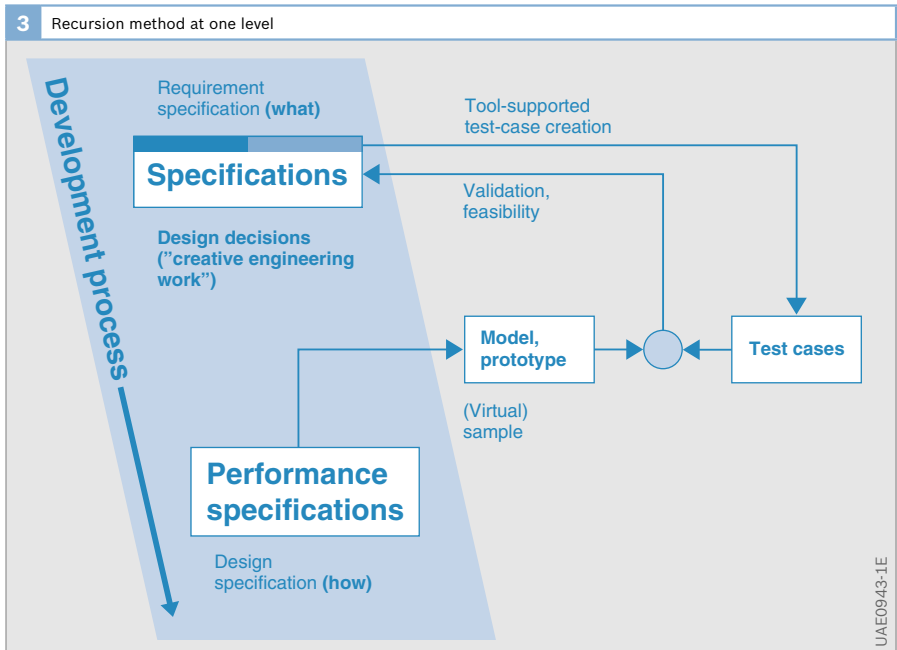 3 Recursion method at one level
Development process
Requirement
specification (what)
Specifications
Design decisions
(”creative engineering
work”)
Tool-supported
test-case creation
Validation,
feasibility
Model,
prototype
Test cases
(Virtual)
sample
Performance
specifications
Design
specification (how)
UAE0943-1E